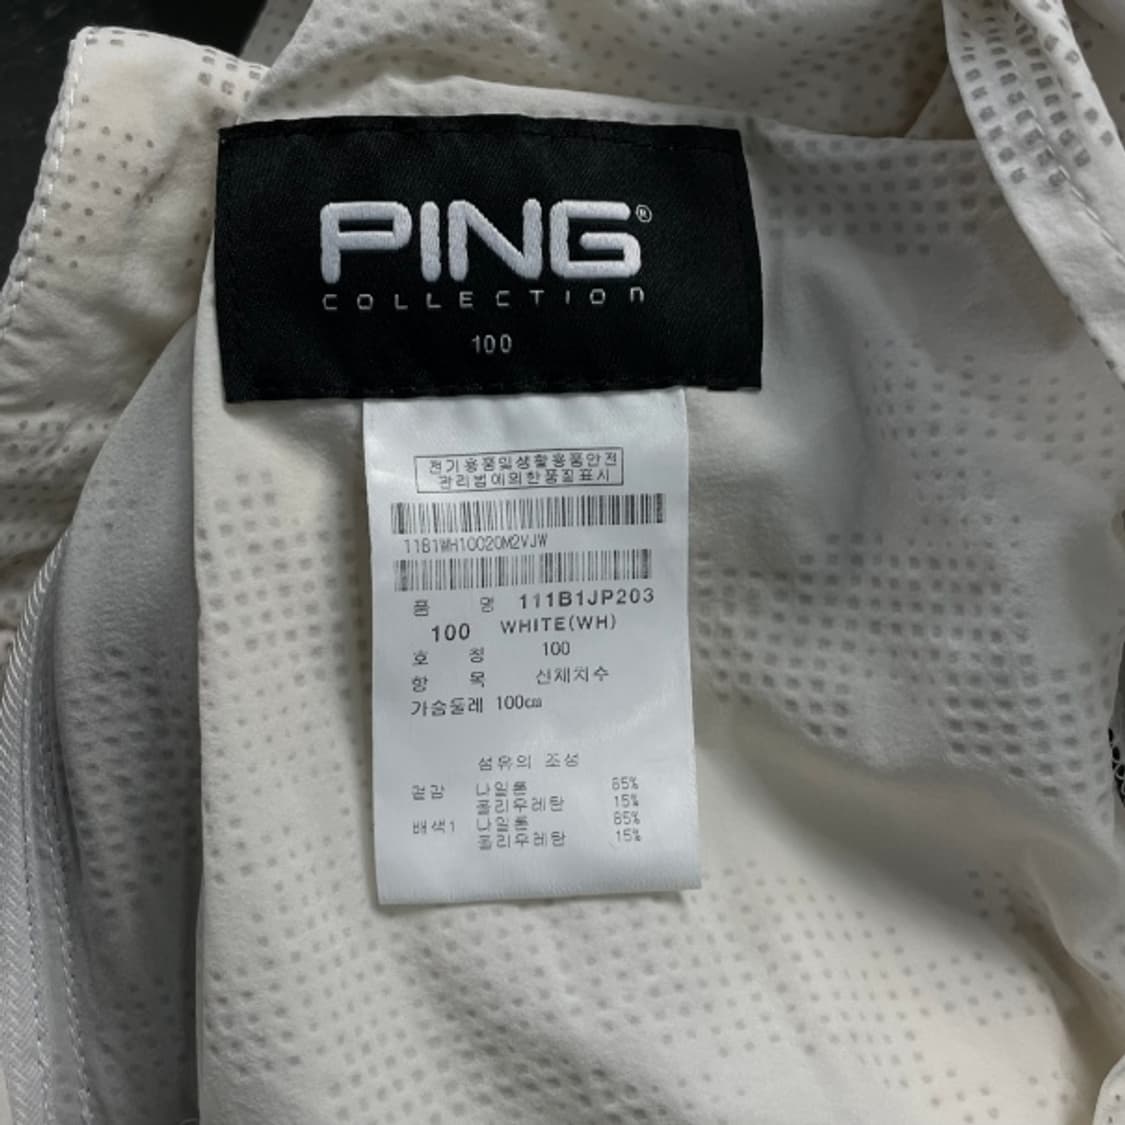 PING®
COLLECTION
100
전기용품및생활용품안전
관리법에의한품질표시
11B1WH10020M2VJW
품 명 111B1JP203
100 WHITE(WH)
호 칭 100
항 목 신체치수
가슴둘레 100㎝
섬유의 조성
겉감 나일론 85%
폴리우레탄 15%
배색1 나일론 85%
폴리우레탄 15%